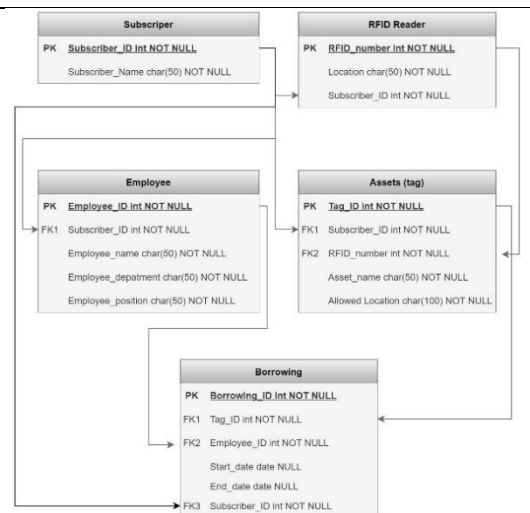 Subscriper
PK Subscriber_ID Int NOT NULL
Subscriber_Name char(50) NOT NULL
RFID Reader
PK RFID_number int NOT NULL
Location char(50) NOT NULL
Subscriber_ID int NOT NULL
Employee
PK Employee_ID int NOT NULL
FK1 Subscriber_ID int NOT NULL
Employee_name char(50) NOT NULL
Employee_depatment char(50) NOT NULL
Employee_position char(50) NOT NULL
Assets (tag)
PK Tag_ID int NOT NULL
FK1 Subscriber_ID int NOT NULL
FK2 RFID_number int NOT NULL
Asset_name char(50) NOT NULL
Allowed Location char(100) NOT NULL
Borrowing
PK Borrowing_ID Int NOT NULL
FK1 Tag_ID int NOT NULL
FK2 Employee_ID int NOT NULL
Start_date date NULL
End_date date NULL
FK3 Subscriber_ID int NOT NULL